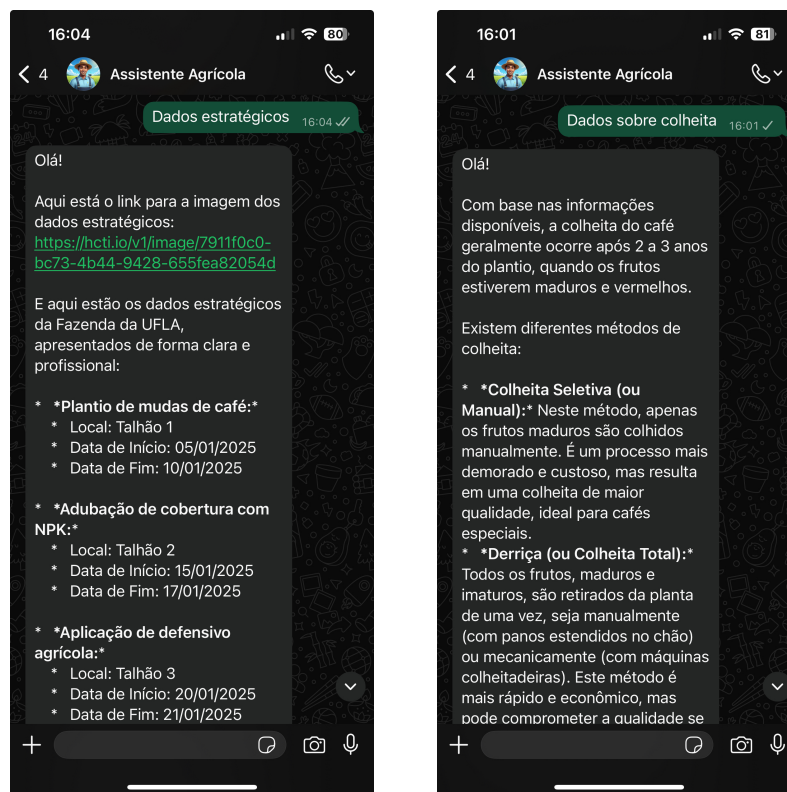 16:04
80
4
Assistente Agrícola
Dados estratégicos
16:04
Olá!
Aqui está o link para a imagem dos
dados estratégicos:
https://hcti.io/v1/image/7911f0c0-
bc73-4b44-9428-655fea82054d
E aqui estão os dados estratégicos
da Fazenda da UFLA,
apresentados de forma clara e
profissional:
* *Plantio de mudas de café:*
* Local: Talhão 1
* Data de Início: 05/01/2025
* Data de Fim: 10/01/2025
* *Adubação de cobertura com
NPK:*
* Local: Talhão 2
* Data de Início: 15/01/2025
* Data de Fim: 17/01/2025
* *Aplicação de defensivo
agrícola:*
* Local: Talhão 3
* Data de Início: 20/01/2025
* Data de Fim: 21/01/2025
16:01
81
4
Assistente Agrícola
Dados sobre colheita
16:01
Olá!
Com base nas informações
disponíveis, a colheita do café
geralmente ocorre após 2 a 3 anos
do plantio, quando os frutos
estiverem maduros e vermelhos.
Existem diferentes métodos de
colheita:
* *Colheita Seletiva (ou
Manual):* Neste método, apenas
os frutos maduros são colhidos
manualmente. É um processo mais
demorado e custoso, mas resulta
em uma colheita de maior
qualidade, ideal para cafés
especiais.
* *Derriça (ou Colheita Total):*
Todos os frutos, maduros e
imaturos, são retirados da planta
de uma vez, seja manualmente
(com panos estendidos no chão)
ou mecanicamente (com máquinas
colheitadeiras). Este método é
mais rápido e econômico, mas
pode comprometer a qualidade se